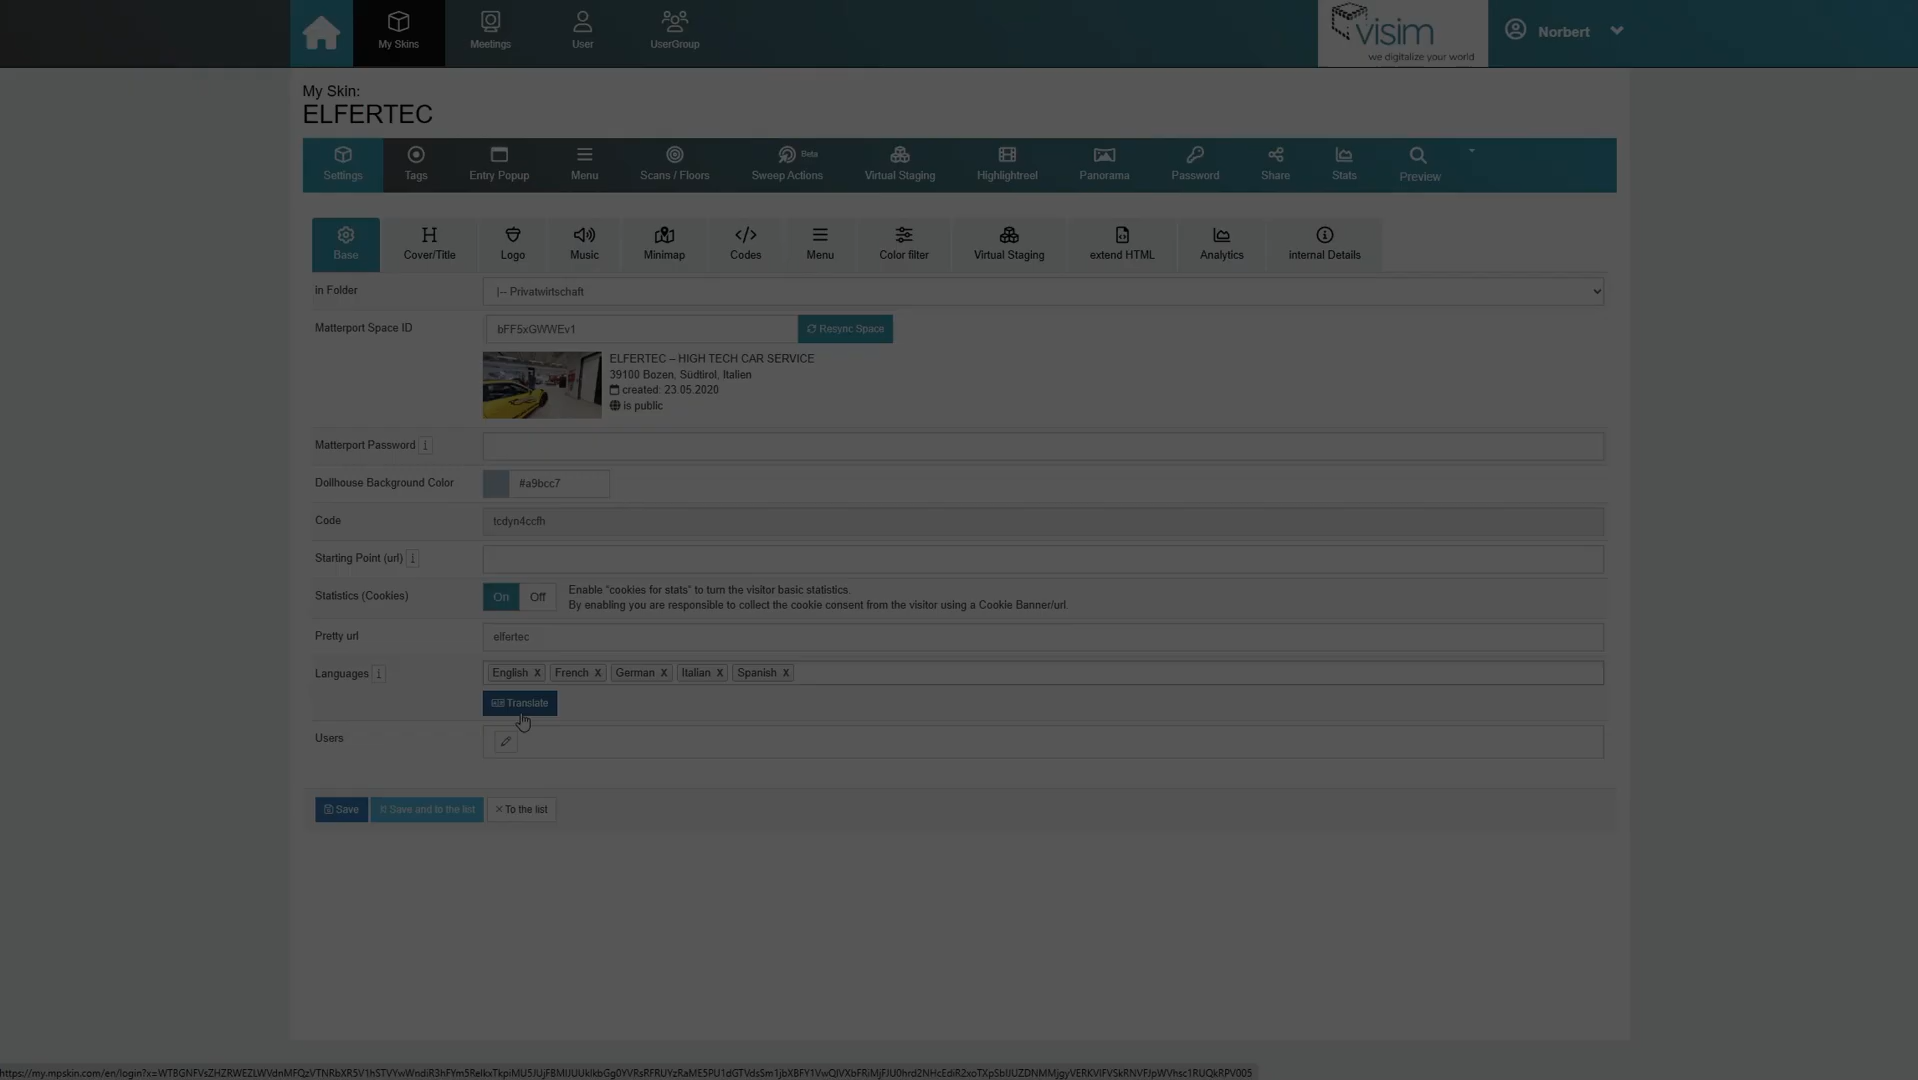 My Skins
Meetings
User
UserGroup
visim
we digitalize your world
Norbert
My Skin:
ELFERTEC
Settings
Tags
Entry Popup
Menu
Scans / Floors
Sweep Actions
Beta
Virtual Staging
Highlightreel
Panorama
Password
Share
Stats
Preview
Base
Cover/Title
Logo
Music
Minimap
Codes
Menu
Color filter
Virtual Staging
extend HTML
Analytics
internal Details
in Folder
|-- Privatwirtschaft
Matterport Space ID
bFF5xGWWEv1
Resync Space
ELFERTEC – HIGH TECH CAR SERVICE
39100 Bozen, Südtirol, Italien
created: 23.05.2020
is public
Matterport Password
Dollhouse Background Color
#a9bcc7
Code
tcdyn4ccfh
Starting Point (url)
Statistics (Cookies)
On Off
Enable "cookies for stats" to turn the visitor basic statistics.
By enabling you are responsible to collect the cookie consent from the visitor using a Cookie Banner/url.
Pretty url
elfertec
Languages
English x French x German x Italian x Spanish x
Translate
Users
Save
Save and to the list
× To the list